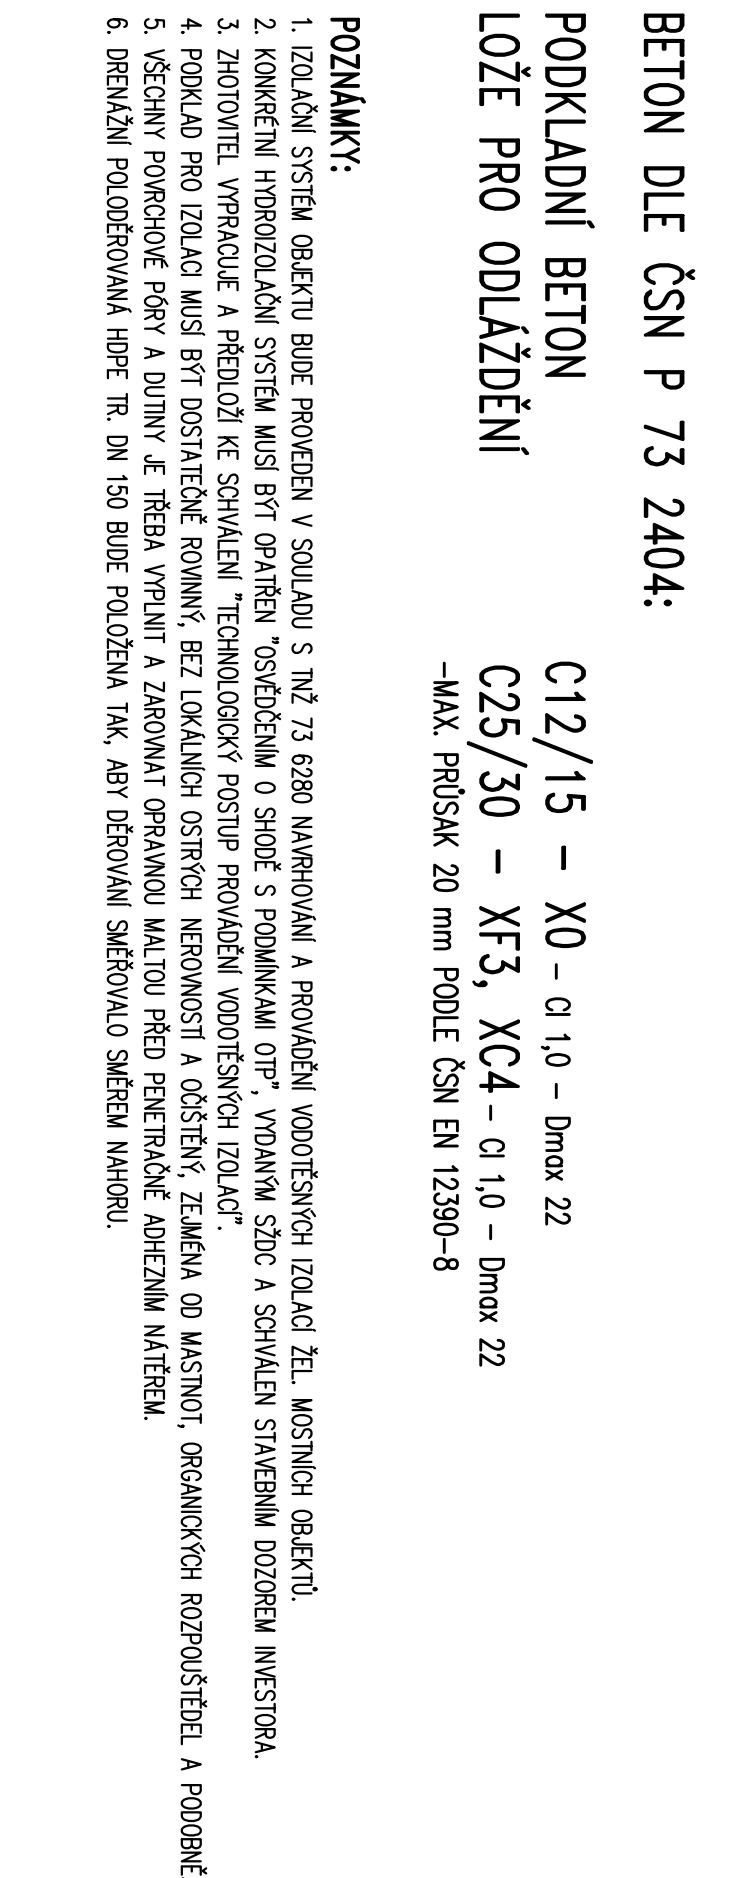 BETON DLE ČSN P 73 2404:
PODKLADNÍ BETON C12/15 – X0 – Cl 1,0 – Dmax 22
LOŽE PRO ODLÁŽDĚNÍ C25/30 – XF3, XC4 – Cl 1,0 – Dmax 22
–MAX. PRŮSAK 20 mm PODLE ČSN EN 12390–8
POZNÁMKY:
1. IZOLAČNÍ SYSTÉM OBJEKTU BUDE PROVEDEN V SOULADU S TNŽ 73 6280 NAVRHOVÁNÍ A PROVÁDĚNÍ VODOTĚSNÝCH IZOLACÍ ŽEL. MOSTNÍCH OBJEKTŮ.
2. KONKRÉTNÍ HYDROIZOLAČNÍ SYSTÉM MUSÍ BÝT OPATŘEN "OSVĚDČENÍM O SHODĚ S PODMÍNKAMI OTP", VYDANÝM SŽDC A SCHVÁLEN STAVEBNÍM DOZOREM INVESTORA.
3. ZHOTOVITEL VYPRACUJE A PŘEDLOŽÍ KE SCHVÁLENÍ "TECHNOLOGICKÝ POSTUP PROVÁDĚNÍ VODOTĚSNÝCH IZOLACÍ".
4. PODKLAD PRO IZOLACI MUSÍ BÝT DOSTATEČNĚ ROVINNÝ, BEZ LOKÁLNÍCH OSTRÝCH NEROVNOSTÍ A OČIŠTĚNÝ, ZEJMÉNA OD MASTNOT, ORGANICKÝCH ROZPOUŠTĚDEL A PODOBNĚ.
5. VŠECHNY POVRCHOVÉ PÓRY A DUTINY JE TŘEBA VYPLNIT A ZAROVNAT OPRAVNOU MALTOU PŘED PENETRAČNĚ ADHEZNÍM NÁTĚREM.
6. DRENÁŽNÍ POLODĚROVANÁ HDPE TR. DN 150 BUDE POLOŽENA TAK, ABY DĚROVÁNÍ SMĚŘOVALO SMĚREM NAHORU.